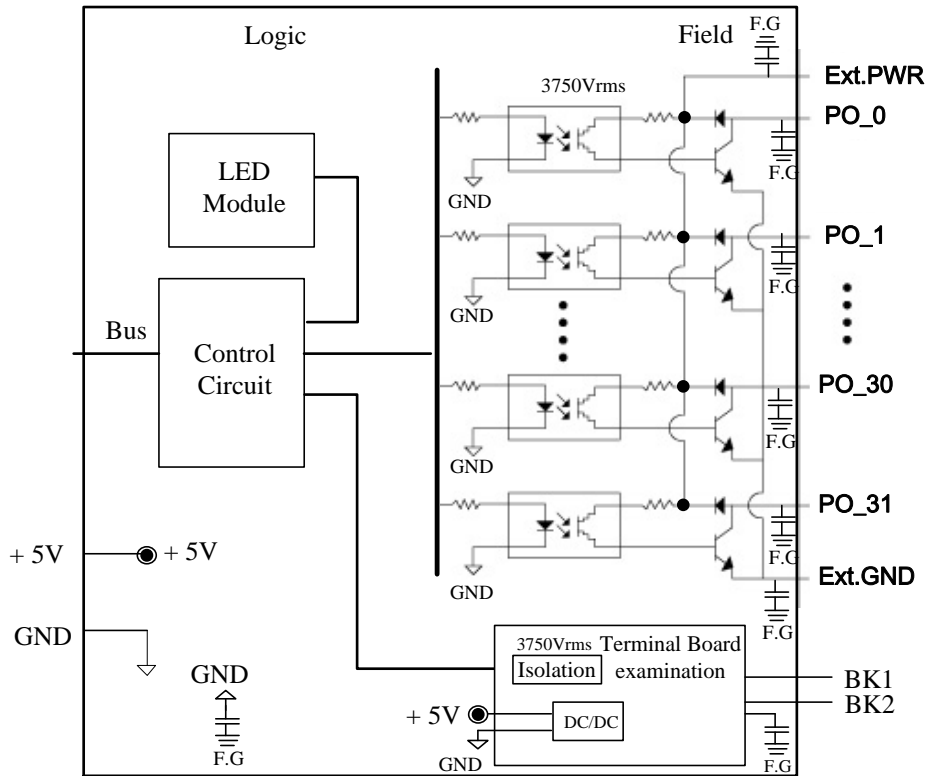 Logic
Field
F.G
Ext.PWR
3750Vrms
PO_0
F.G
GND
LED
Module
PO_1
F.G
GND
Bus
Control
Circuit
PO_30
F.G
GND
PO_31
F.G
GND
+ 5V
+ 5V
Ext.GND
F.G
GND
GND
F.G
3750Vrms
Isolation
Terminal Board
examination
BK1
BK2
+ 5V
DC/DC
GND
F.G